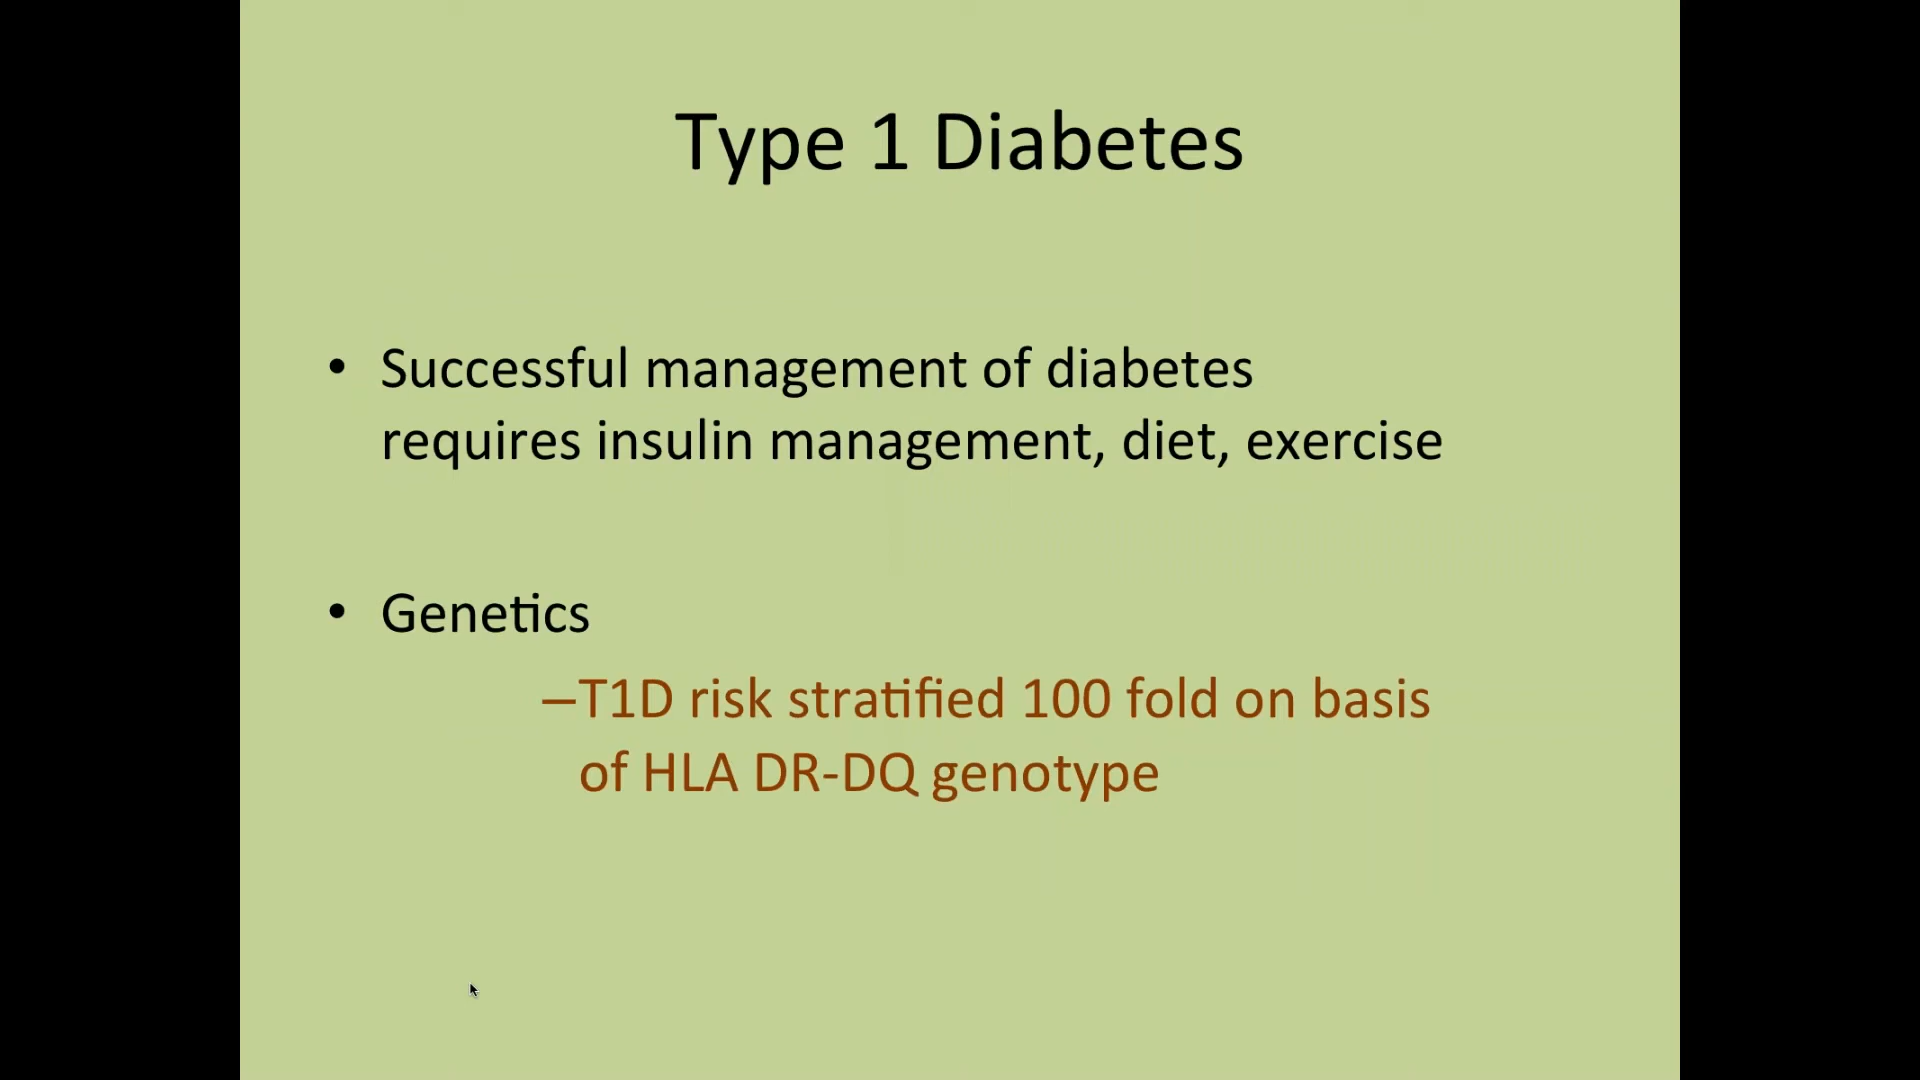 Type 1 Diabetes
• Successful management of diabetes
requires insulin management, diet, exercise
• Genetics
–T1D risk stratified 100 fold on basis
of HLA DR-DQ genotype